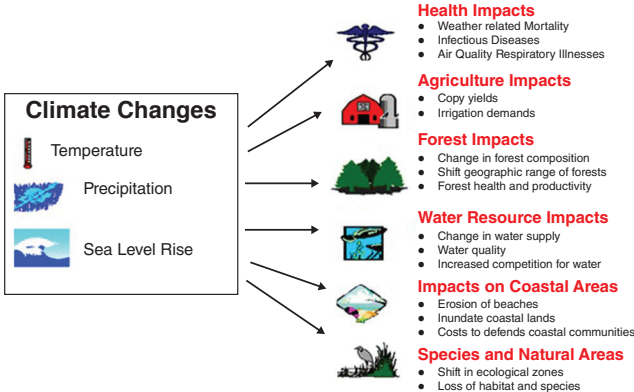 Climate Changes
Temperature
Precipitation
Sea Level Rise
Health Impacts
• Weather related Mortality
• Infectious Diseases
• Air Quality Respiratory Illnesses
Agriculture Impacts
• Copy yields
• Irrigation demands
Forest Impacts
• Change in forest composition
• Shift geographic range of forests
• Forest health and productivity
Water Resource Impacts
• Change in water supply
• Water quality
• Increased competition for water
Impacts on Coastal Areas
• Erosion of beaches
• Inundate coastal lands
• Costs to defends coastal communities
Species and Natural Areas
• Shift in ecological zones
• Loss of habitat and species